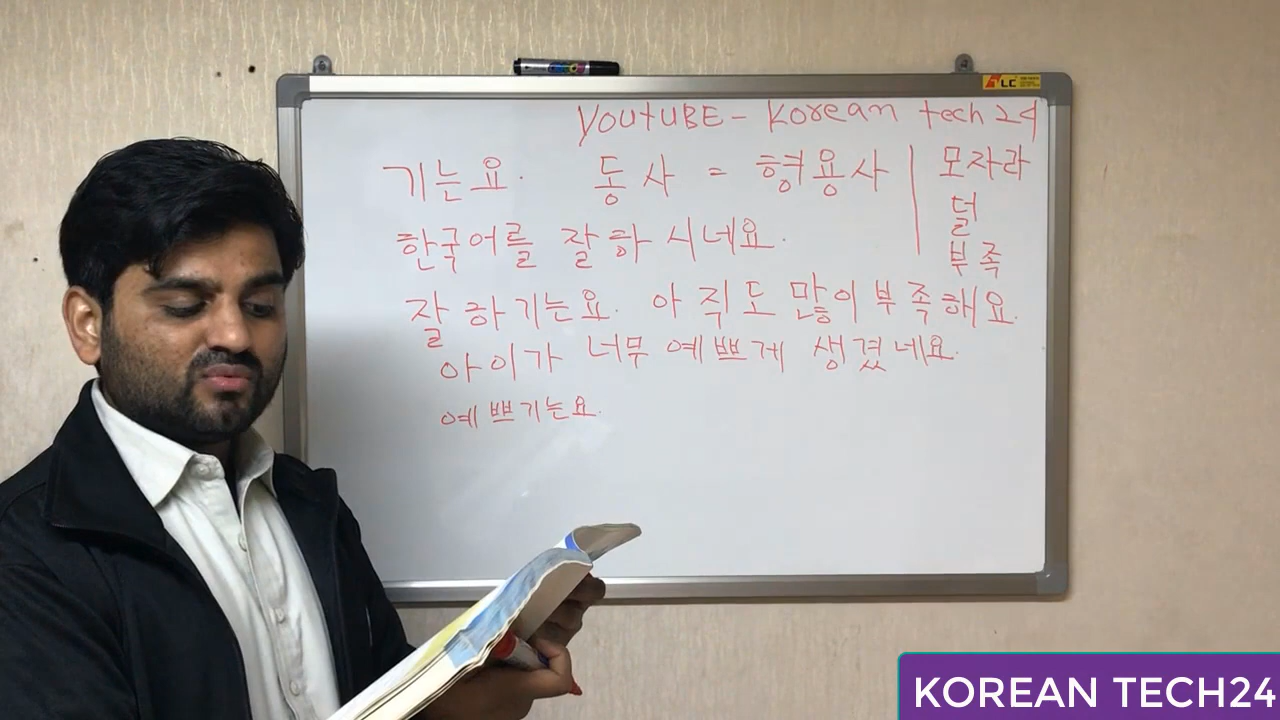 YOUTUBE - Korean tech 24
기는요. 동사 = 형용사 | 모자라
덜
부족
한국어를 잘하시네요.
잘하기는요. 아직도 많이 부족해요.
아이가 너무 예쁘게 생겼네요.
예쁘기는요.
LC
KOREAN TECH24